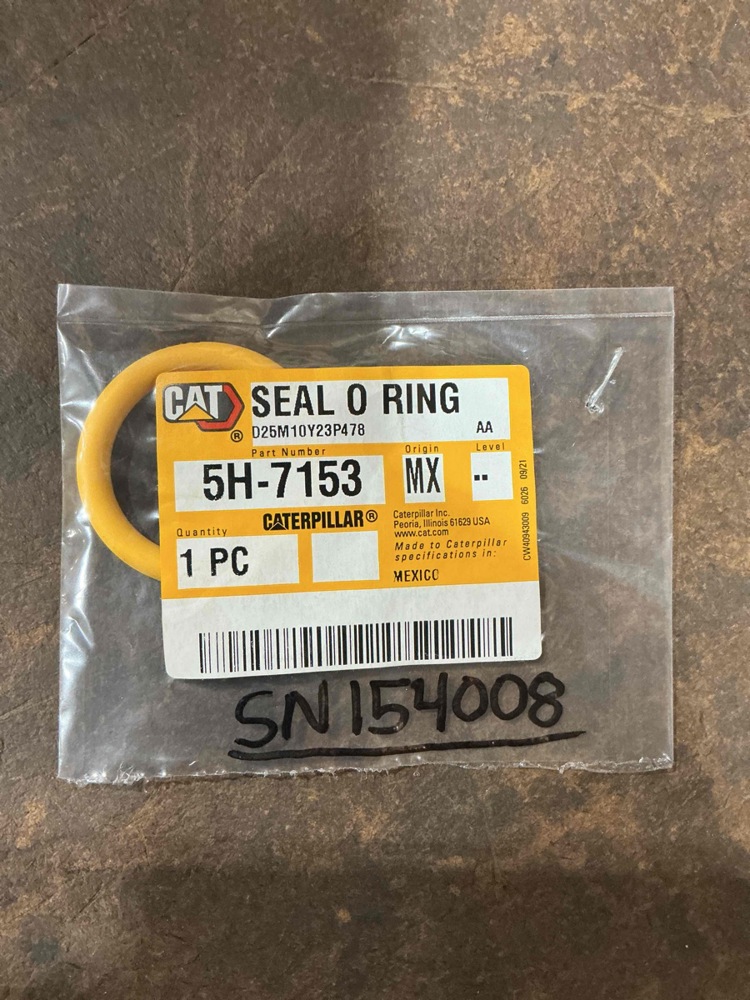 CAT
®
SEAL O RING
D25M10Y23P478 AA
Part Number Origin Level
5H-7153 MX --
CATERPILLAR®
Quantity
1 PC
Caterpillar Inc.
Peoria, Illinois 61629 USA
www.cat.com
Made to Caterpillar
specifications in:
MEXICO
CW40943009 6026 09/21
SN154008